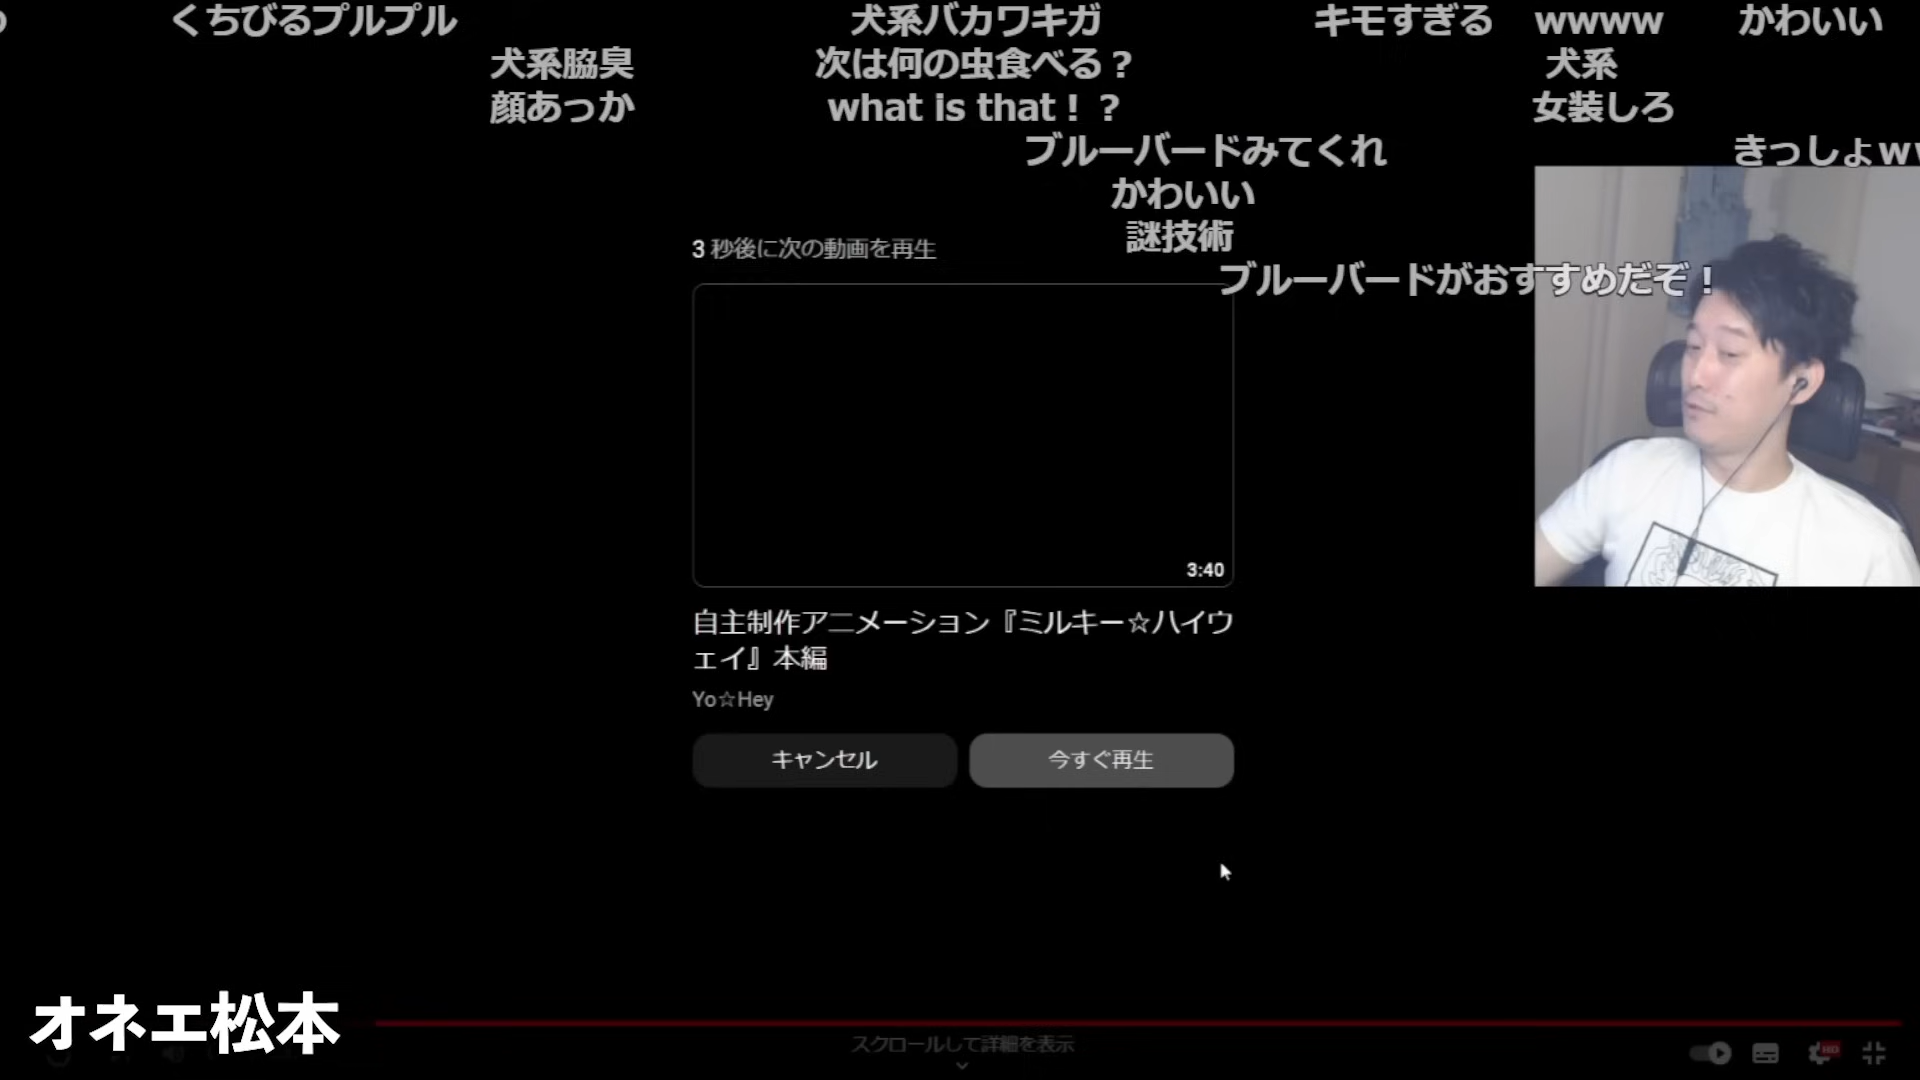 くちびるプルプル
犬系バカワキガ
キモすぎる
wwww
かわいい
犬系脇臭
次は何の虫食べる？
犬系
顔あっか
what is that！？
女装しろ
ブルーバードみてくれ
きっしょw
かわいい
謎技術
3 秒後に次の動画を再生
ブルーバードがおすすめだぞ！
3:40
自主制作アニメーション『ミルキー☆ハイウ
ェイ』本編
Yo☆Hey
キャンセル
今すぐ再生
オネエ松本
スクロールして詳細を表示
HD